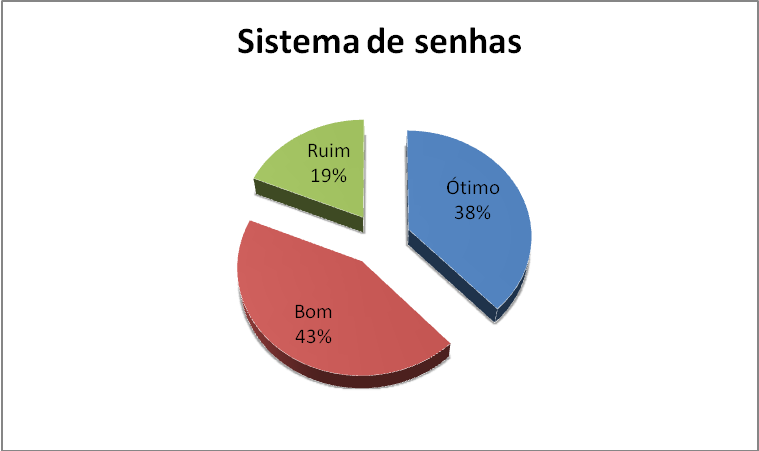 Sistema de senhas
Ruim
19%
Ótimo
38%
Bom
43%